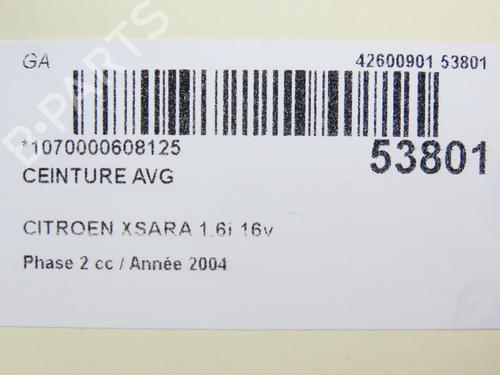 GA 42600901 53801
*1070000608125 53801
CEINTURE AVG
CITROEN XSARA 1.6i 16v
Phase 2 cc / Année 2004
B-PARTS